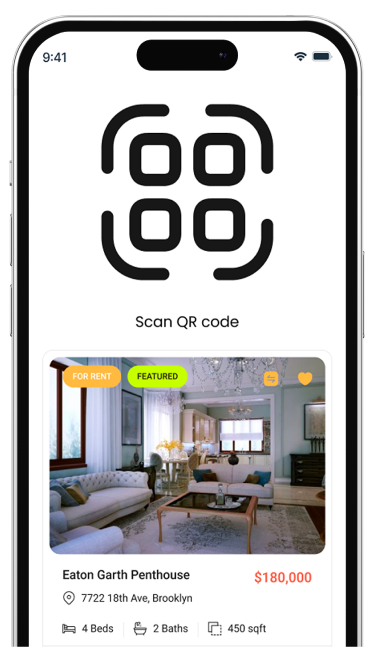 9:41
Scan QR code
FOR RENT
FEATURED
Eaton Garth Penthouse
$180,000
7722 18th Ave, Brooklyn
4 Beds
2 Baths
450 sqft